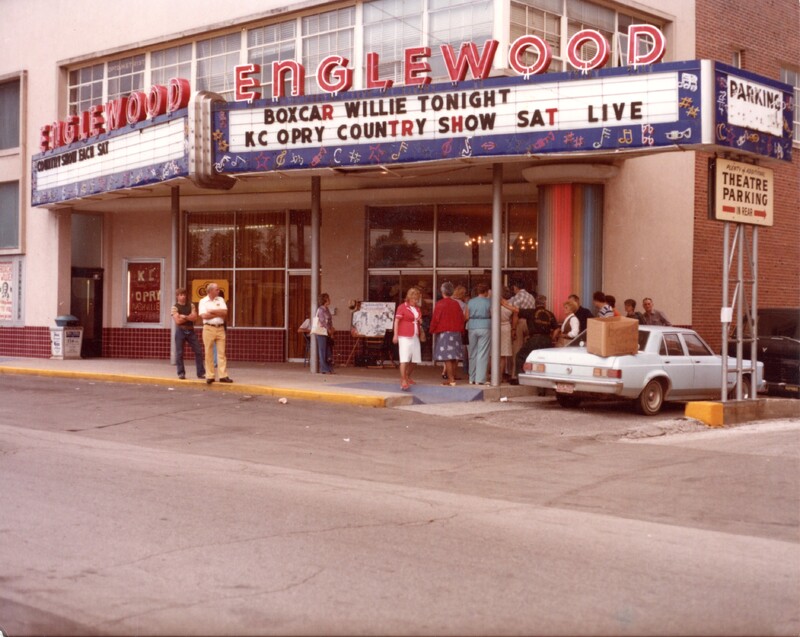 ENGLEWOOD
COUNTRY SHOW EACH SAT
ENGLEWOOD
BOXCAR WILLIE TONIGHT
KC OPRY COUNTRY SHOW SAT LIVE
PARKING
THEATRE
PARKING
IN REAR
KC
OPRY